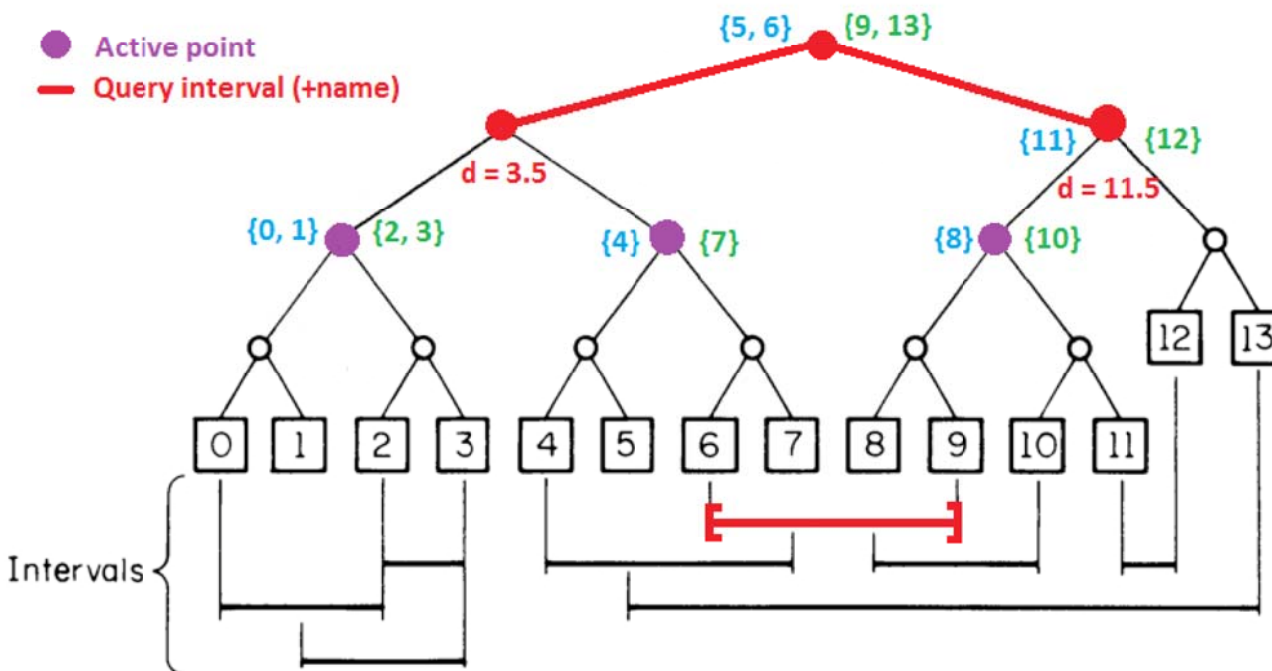 {5, 6} {9, 13}
Active point
Query interval (+name)
{11} {12}
d = 3.5
d = 11.5
{0, 1} {2, 3}
{4} {7}
{8} {10}
12 13
0 1 2 3 4 5 6 7 8 9 10 11
Intervals